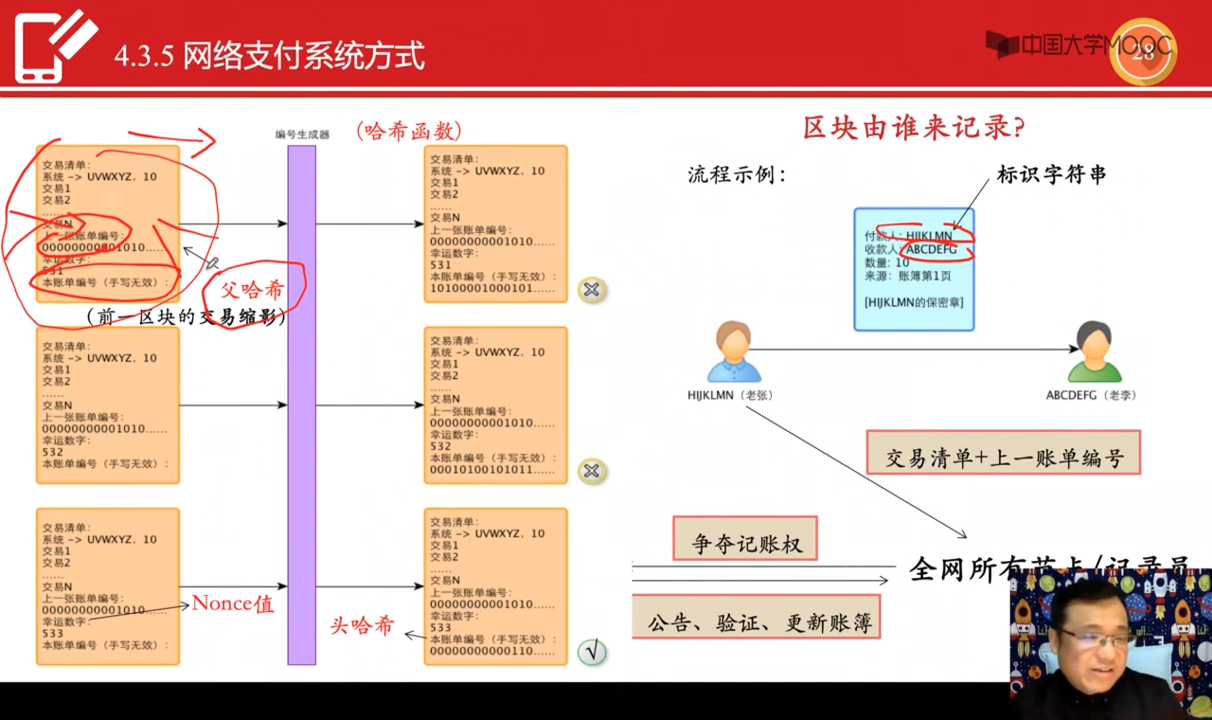 4.3.5 网络支付系统方式
中国大学MOOC
28
编号生成器
(哈希函数)
交易清单:
系统 -> UVWXYZ, 10
交易1
交易2
......
交易N
上一张账单编号:
00000000001010......
幸运数字:
531
本账单编号（手写无效）:
交易清单:
系统 -> UVWXYZ, 10
交易1
交易2
......
交易N
上一张账单编号:
00000000001010......
幸运数字:
531
本账单编号（手写无效）:
10100001000101......
父哈希
(前一区块的交易缩影)
交易清单:
系统 -> UVWXYZ, 10
交易1
交易2
......
交易N
上一张账单编号:
00000000001010......
幸运数字:
532
本账单编号（手写无效）:
交易清单:
系统 -> UVWXYZ, 10
交易1
交易2
......
交易N
上一张账单编号:
00000000001010......
幸运数字:
532
本账单编号（手写无效）:
00010100101011......
交易清单:
系统 -> UVWXYZ, 10
交易1
交易2
......
交易N
上一张账单编号:
00000000001010......
幸运数字:
533
本账单编号（手写无效）:
Nonce值
头哈希
交易清单:
系统 -> UVWXYZ, 10
交易1
交易2
......
交易N
上一张账单编号:
00000000001010......
幸运数字:
533
本账单编号（手写无效）:
00000000000110......
区块由谁来记录?
流程示例:
标识字符串
付款人: HIJKLMN
收款人: ABCDEFG
数量: 10
来源: 账簿第1页
[HIJKLMN的保密章]
HIJKLMN（老张）
ABCDEFG（老李）
交易清单+上一账单编号
争夺记账权
全网所有节点/记录员
公告、验证、更新账簿